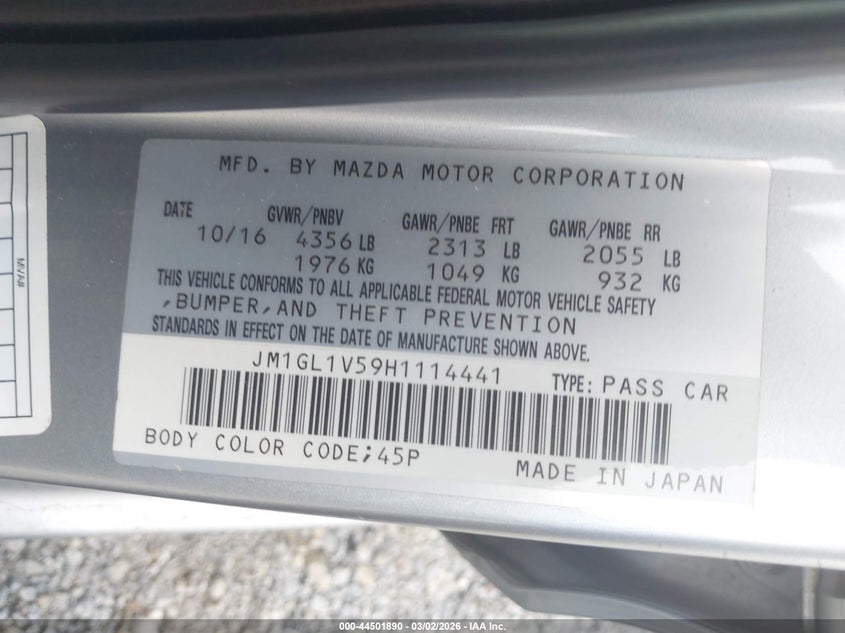 MFD. BY MAZDA MOTOR CORPORATION
DATE GVWR/PNBV GAWR/PNBE FRT GAWR/PNBE RR
10/16 4356 LB 2313 LB 2055 LB
1976 KG 1049 KG 932 KG
THIS VEHICLE CONFORMS TO ALL APPLICABLE FEDERAL MOTOR VEHICLE SAFETY
,BUMPER,AND THEFT PREVENTION
STANDARDS IN EFFECT ON THE DATE OF MANUFACTURE SHOWN ABOVE.
JM1GL1V59H1114441 TYPE: PASS CAR
BODY COLOR CODE;45P
MADE IN JAPAN
MVA#
000-44501890 - 03/02/2026 - IAA Inc.